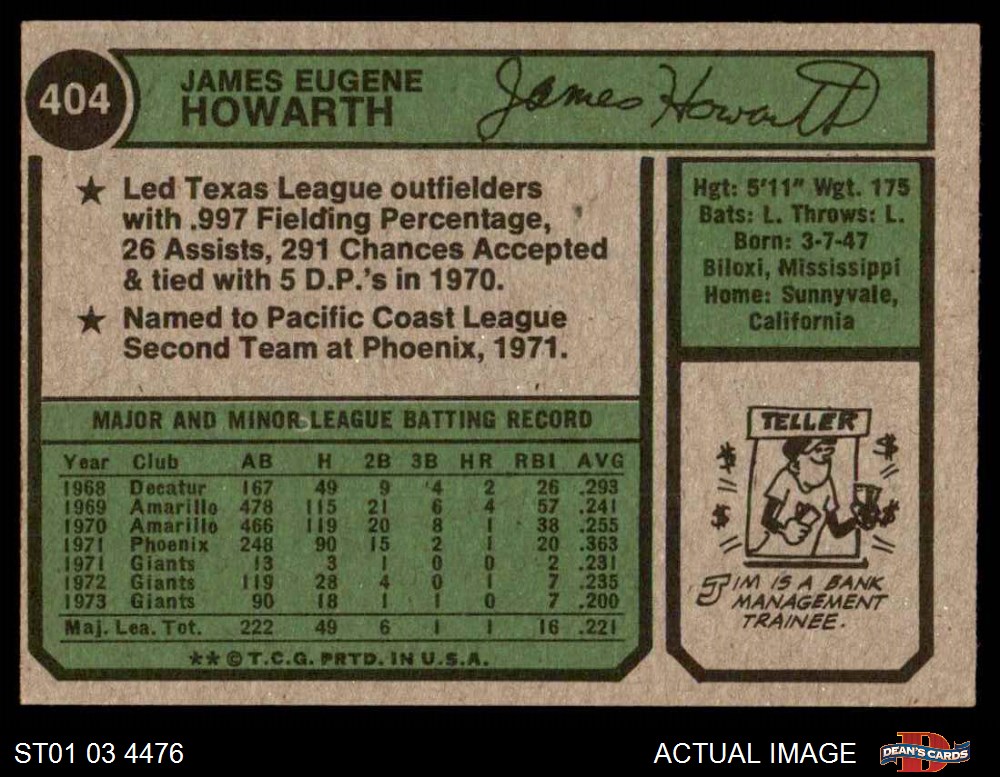 404
JAMES EUGENE
HOWARTH
James Howarth
★ Led Texas League outfielders
with .997 Fielding Percentage,
26 Assists, 291 Chances Accepted
& tied with 5 D.P.'s in 1970.
★ Named to Pacific Coast League
Second Team at Phoenix, 1971.
Hgt: 5'11" Wgt. 175
Bats: L. Throws: L.
Born: 3-7-47
Biloxi, Mississippi
Home: Sunnyvale,
California
MAJOR AND MINOR LEAGUE BATTING RECORD
Year Club AB H 2B 3B HR RBI AVG
1968 Decatur 167 49 9 4 2 26 .293
1969 Amarillo 478 115 21 6 4 57 .241
1970 Amarillo 466 119 20 8 1 38 .255
1971 Phoenix 248 90 15 2 1 20 .363
1971 Giants 13 3 1 0 0 2 .231
1972 Giants 119 28 4 0 1 7 .235
1973 Giants 90 18 1 1 0 7 .200
Maj. Lea. Tot. 222 49 6 1 1 16 .221
**©T.C.G. PRTD. IN U.S.A.
TELLER
$ $
$ $
JIM IS A BANK
MANAGEMENT
TRAINEE.
ST01 03 4476
ACTUAL IMAGE
DEAN'S CARDS